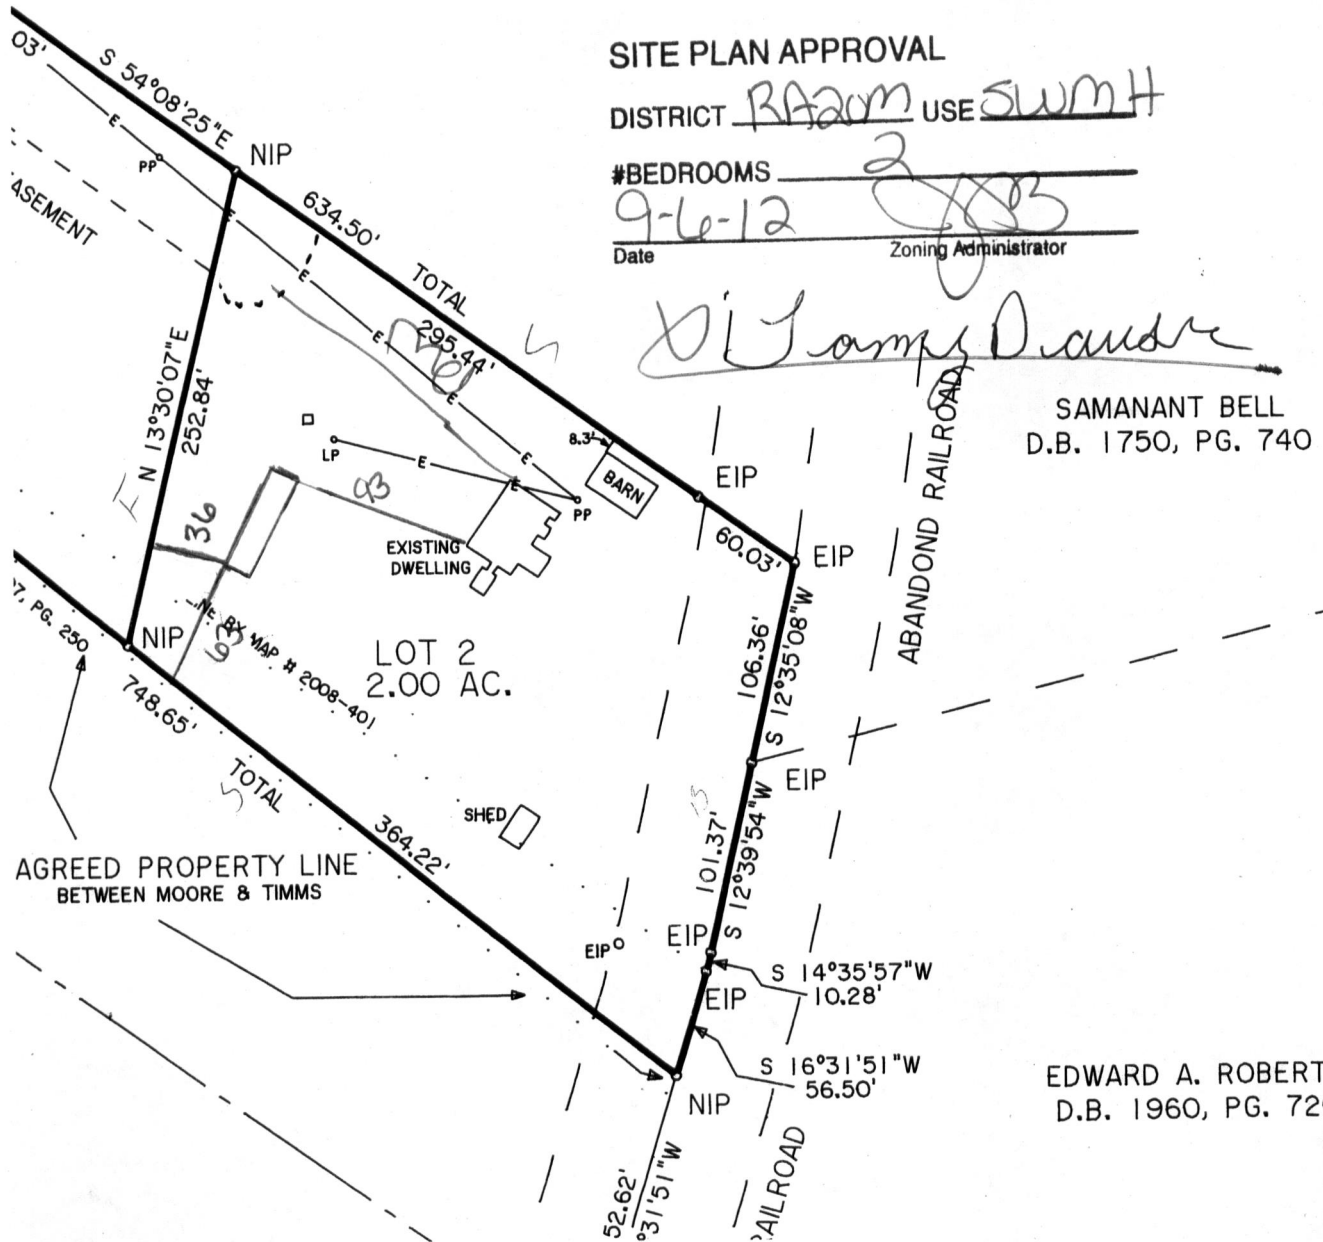 SITE PLAN APPROVAL
DISTRICT RA20M USE SWMH
#BEDROOMS 2
9-6-12
Date
Zoning Administrator
SAMANANT BELL
D.B. 1750, PG. 740
03'
S 54°08'25"E
NIP
E
PP
ASEMENT
634.50'
E
E
TOTAL
295.44'
E
E
E
N 13°30'07"E
252.84'
LP
E
8.3'
BARN
EIP
ABANDOND RAILROAD
93
PP
EXISTING
DWELLING
36
60.03'
EIP
7, PG. 250
NIP
63
MAP # 2008-401
LOT 2
2.00 AC.
106.36'
S 12°35'08"W
748.65'
TOTAL
EIP
SHED
364.22'
101.37'
S 12°39'54"W
AGREED PROPERTY LINE
BETWEEN MOORE & TIMMS
EIP
EIP
S 14°35'57"W
10.28'
EIP
S 16°31'51"W
56.50'
NIP
EDWARD A. ROBERT
D.B. 1960, PG. 72
52.62'
°31'51"W
RAILROAD